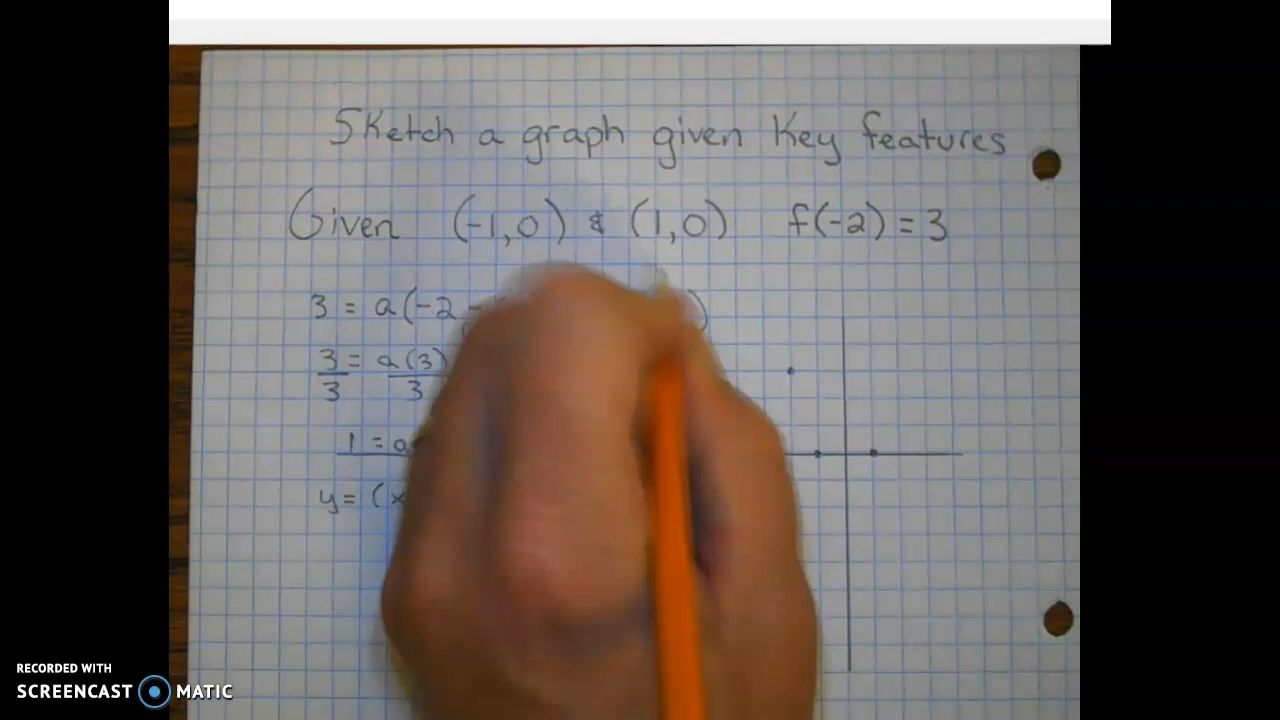 Sketch a graph given Key features
Given (-1,0) & (1,0) f(-2) = 3
3 = a(-2 - )
3 = a(3)
3 3
1 = a
y = (x
RECORDED WITH
SCREENCAST MATIC